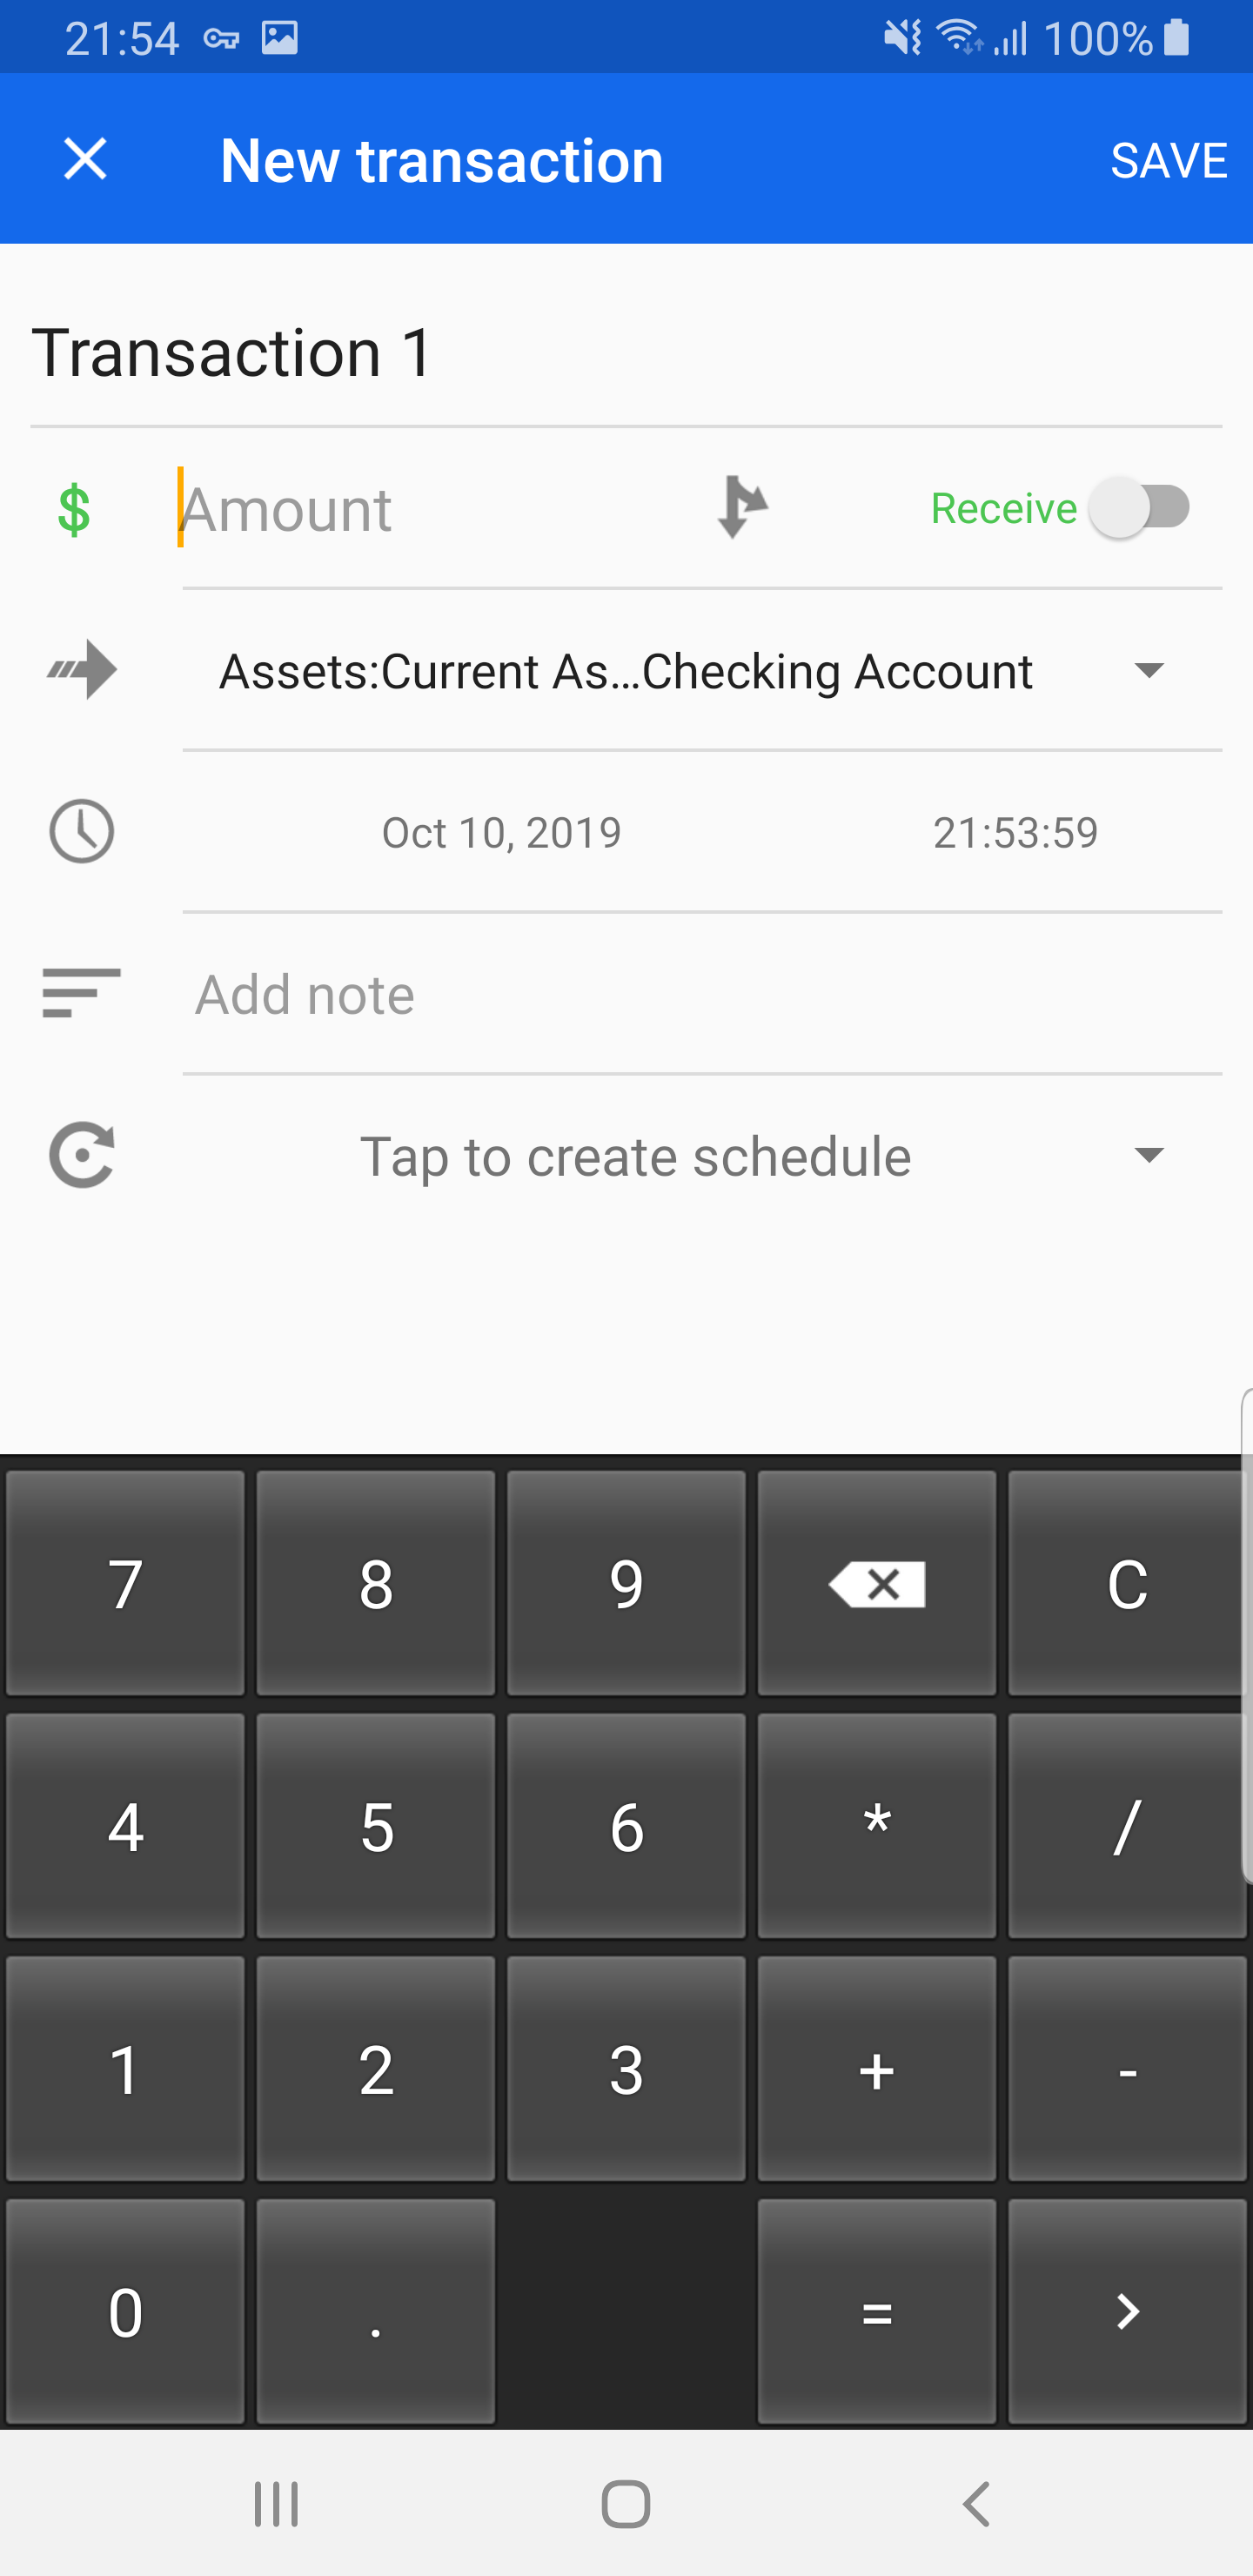 21:54 100%
New transaction SAVE
Transaction 1
$ Amount Receive
Assets:Current As...Checking Account
Oct 10, 2019 21:53:59
Add note
Tap to create schedule
7 8 9 C
4 5 6 * /
1 2 3 + -
0 . = >